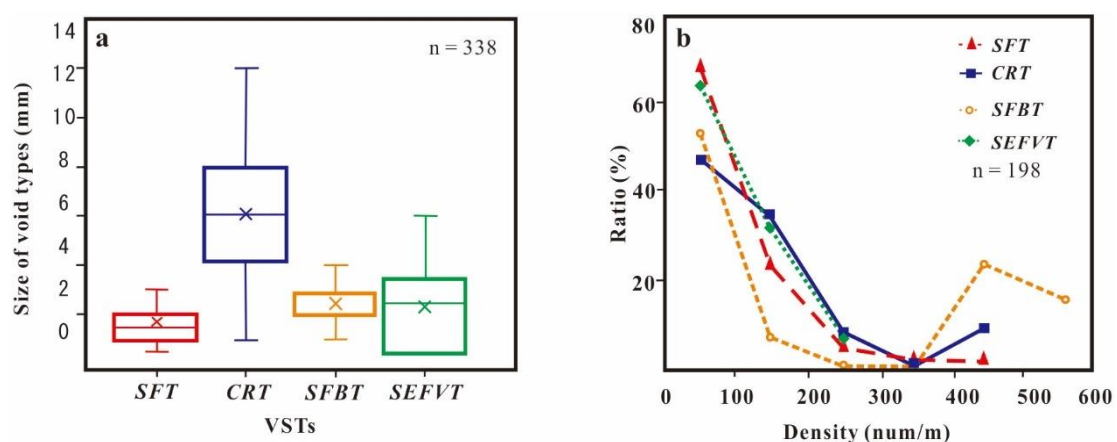 a
n = 338
Size of void types (mm)
14
12
10
8
6
4
2
0
SFT
CRT
SFBT
SEFVT
VSTs
b
SFT
CRT
SFBT
SEFVT
n = 198
Ratio (%)
80
60
40
20
0
100
200
300
400
500
600
Density (num/m)